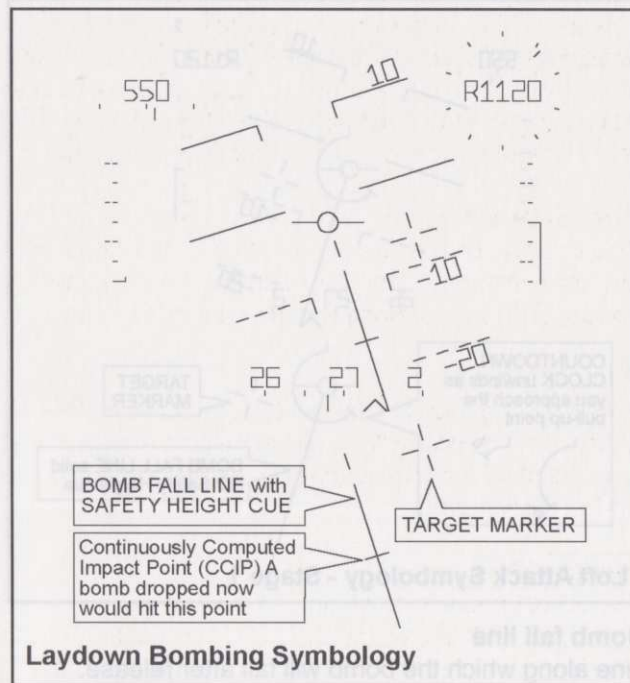 10
550
R1120
10
20
26 27 2
BOMB FALL LINE with
SAFETY HEIGHT CUE
TARGET MARKER
Continuously Computed
Impact Point (CCIP) A
bomb dropped now
would hit this point
Laydown Bombing Symbology